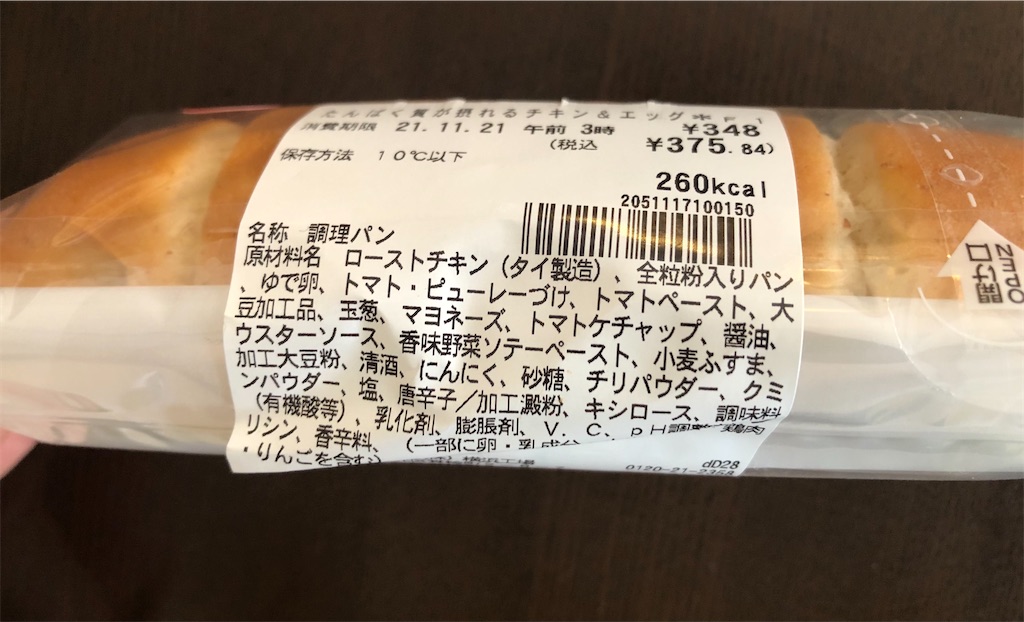 たんぱく質が摂れるチキン&エッグ＊F1
消費期限 21.11.21 午前 3時 ¥348
(税込 ¥375.84)
保存方法 10℃以下
260kcal
2051117100150
名称 調理パン
原材料名 ローストチキン(タイ製造)、全粒粉入りパン
、ゆで卵、トマト・ピューレーづけ、トマトペースト、大
豆加工品、玉葱、マヨネーズ、トマトケチャップ、醤油、
ウスターソース、香味野菜ソテーペースト、小麦ふすま、
加工大豆粉、清酒、にんにく、砂糖、チリパウダー、クミ
ンパウダー、塩、唐辛子/加工澱粉、キシロース、調味料
(有機酸等)、乳化剤、膨脹剤、V.C、pH調整
リシン、香辛料、(一部に卵・乳成分 鶏肉
・りんごを含む)
横浜工場
0120-21-2358
dD28
開け口
ZIMPO